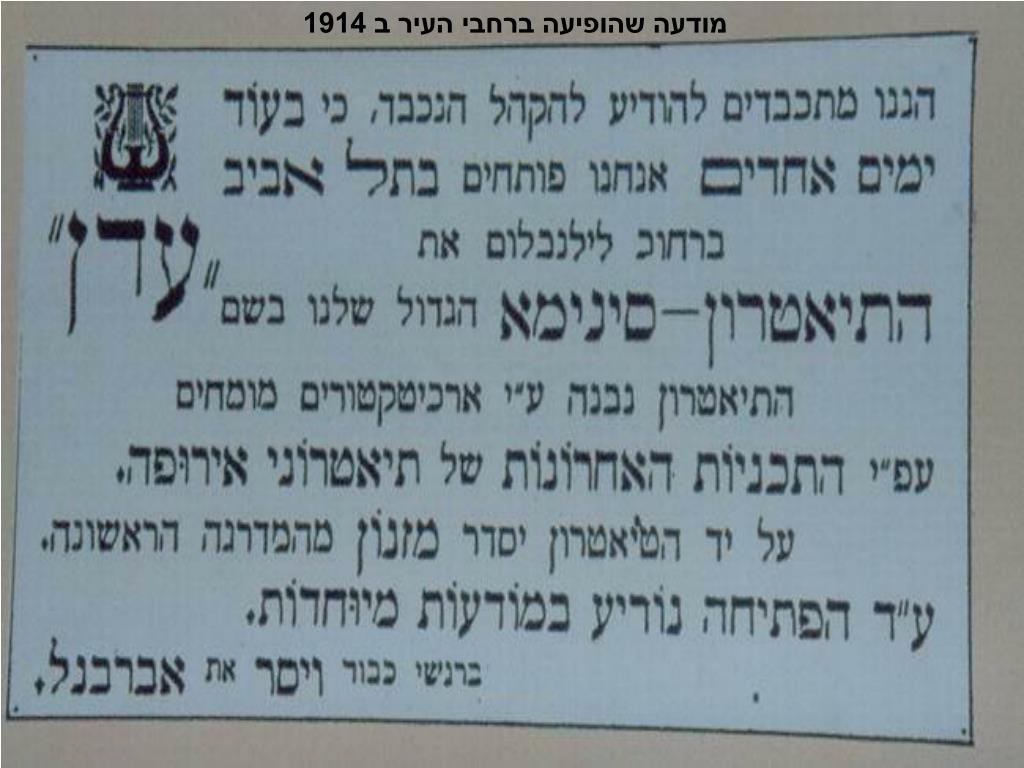 מודעה שהופיעה ברחבי העיר ב 1914
הננו מתכבדים להודיע להקהל הנכבד, כי בעוד
ימים אחדים אנחנו פותחים בתל אביב
ברחוב לילנבלום את
התיאטרון–סינימא הגדול שלנו בשם "עדן"
התיאטרון נבנה ע"י ארכיטקטורים מומחים
עפ"י התכניות האחרונות של תיאטרוני אירופה.
על יד התיאטרון יסדר מזנון מהמדרגה הראשונה.
ע"ד הפתיחה נודיע במודעות מיוחדות.
ברגשי כבוד ויסר את אברבנל.